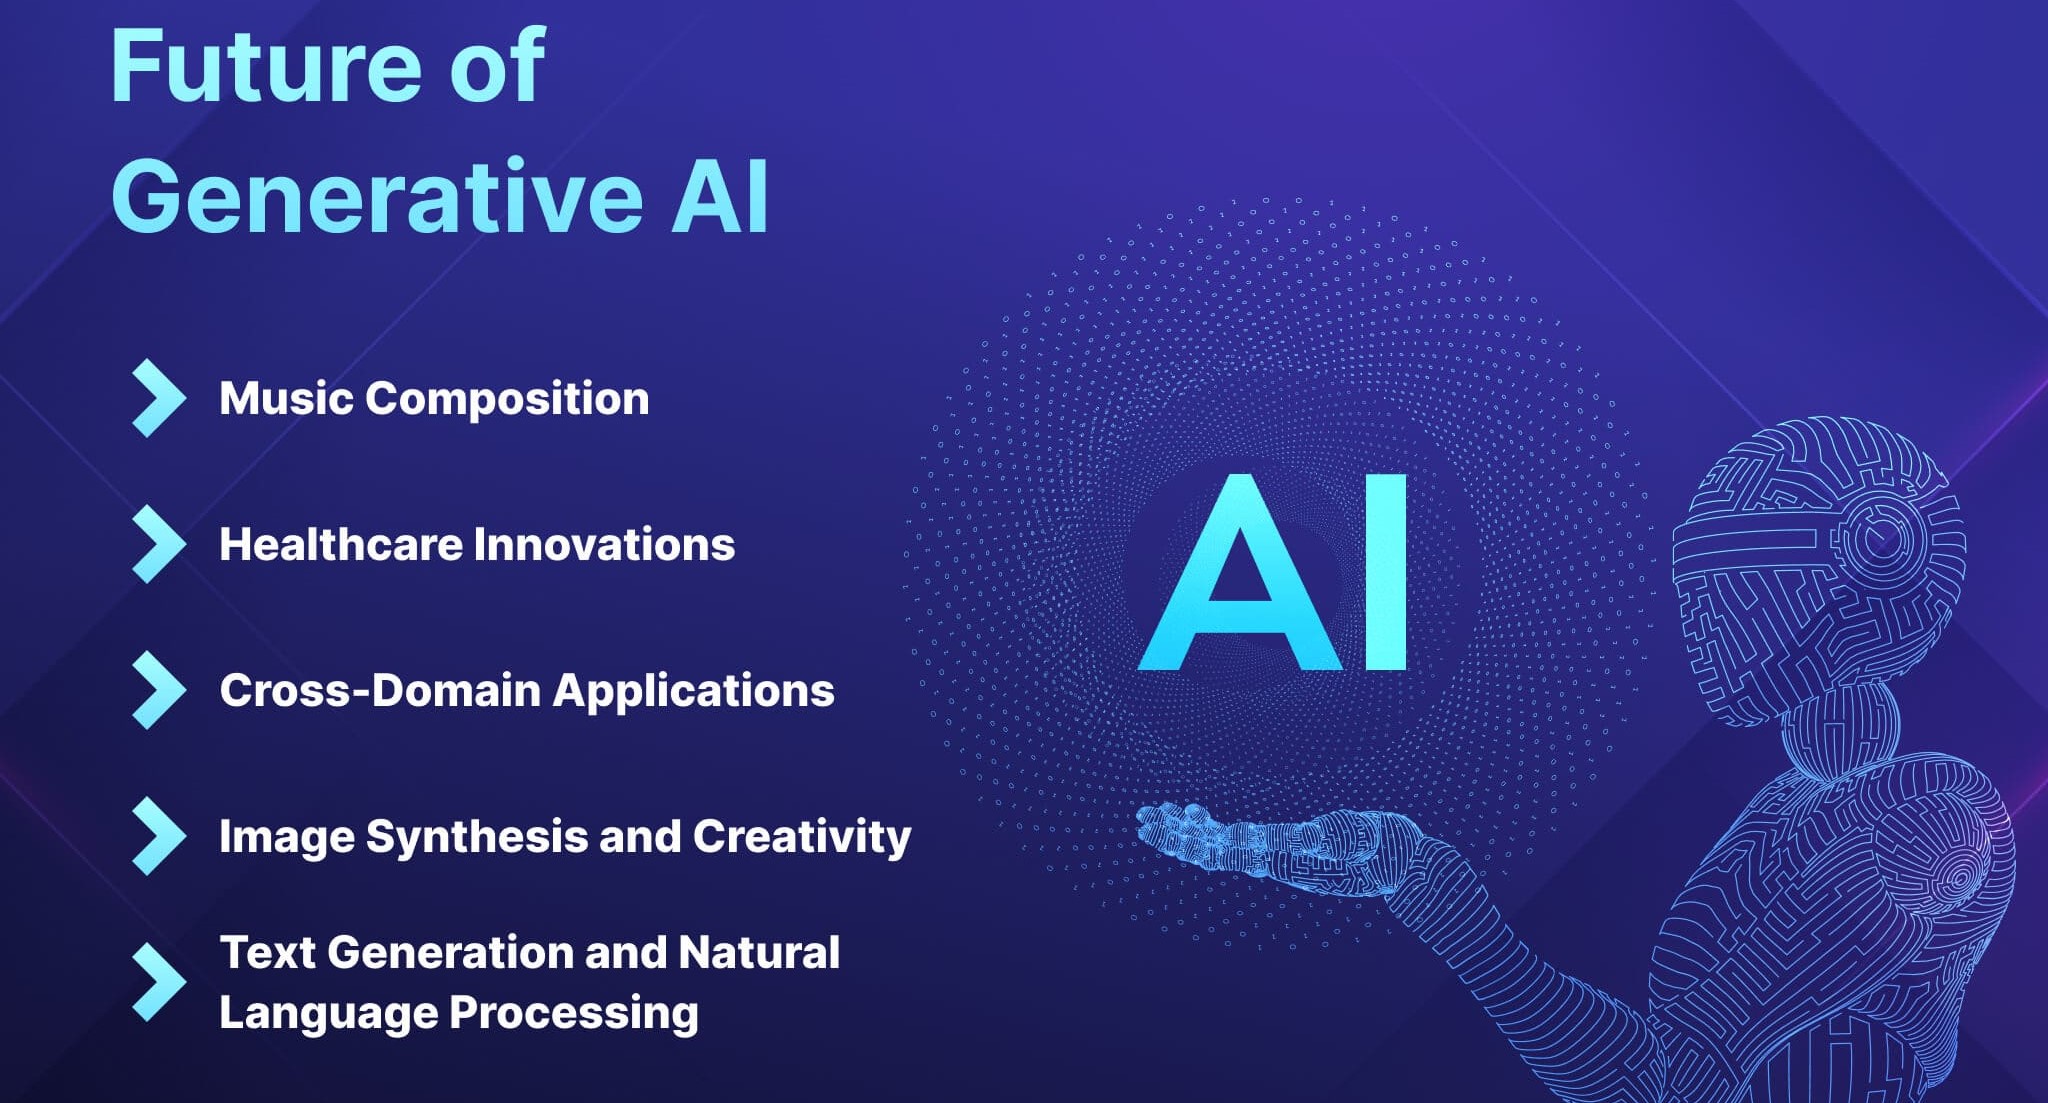 Future of
Generative AI
Music Composition
Healthcare Innovations
Cross-Domain Applications
Image Synthesis and Creativity
Text Generation and Natural
Language Processing
AI